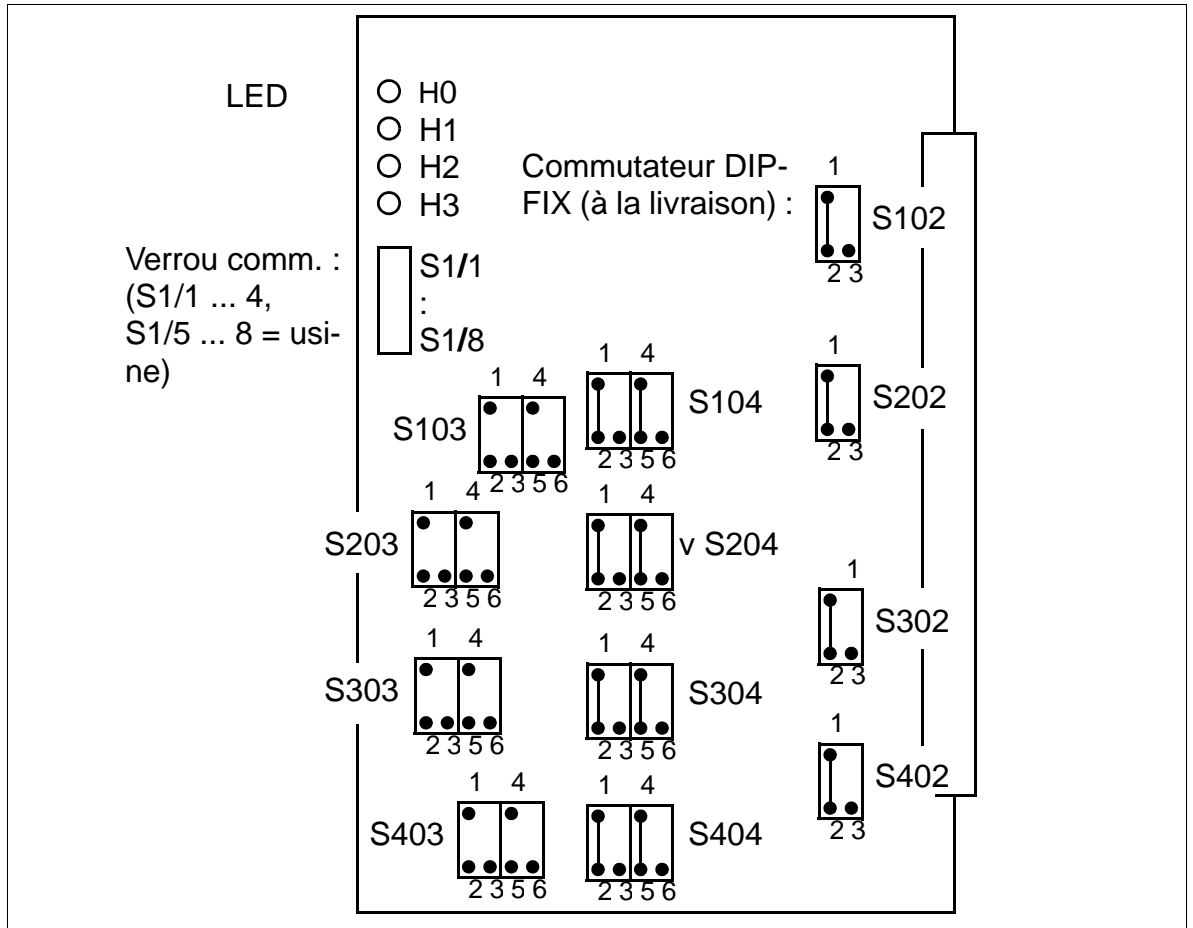 LED
H0
H1
H2
H3
Commutateur DIP-
FIX (à la livraison) :
1
S102
2 3
Verrou comm. :
(S1/1 ... 4,
S1/5 ... 8 = usi-
ne)
S1/1
:
S1/8
1
S202
2 3
1 4
S103
2 3 5 6
1 4
S104
2 3 5 6
1 4
S203
2 3 5 6
1 4
v S204
2 3 5 6
1
S302
2 3
1 4
S303
2 3 5 6
1 4
S304
2 3 5 6
1
S402
2 3
1 4
S403
2 3 5 6
1 4
S404
2 3 5 6